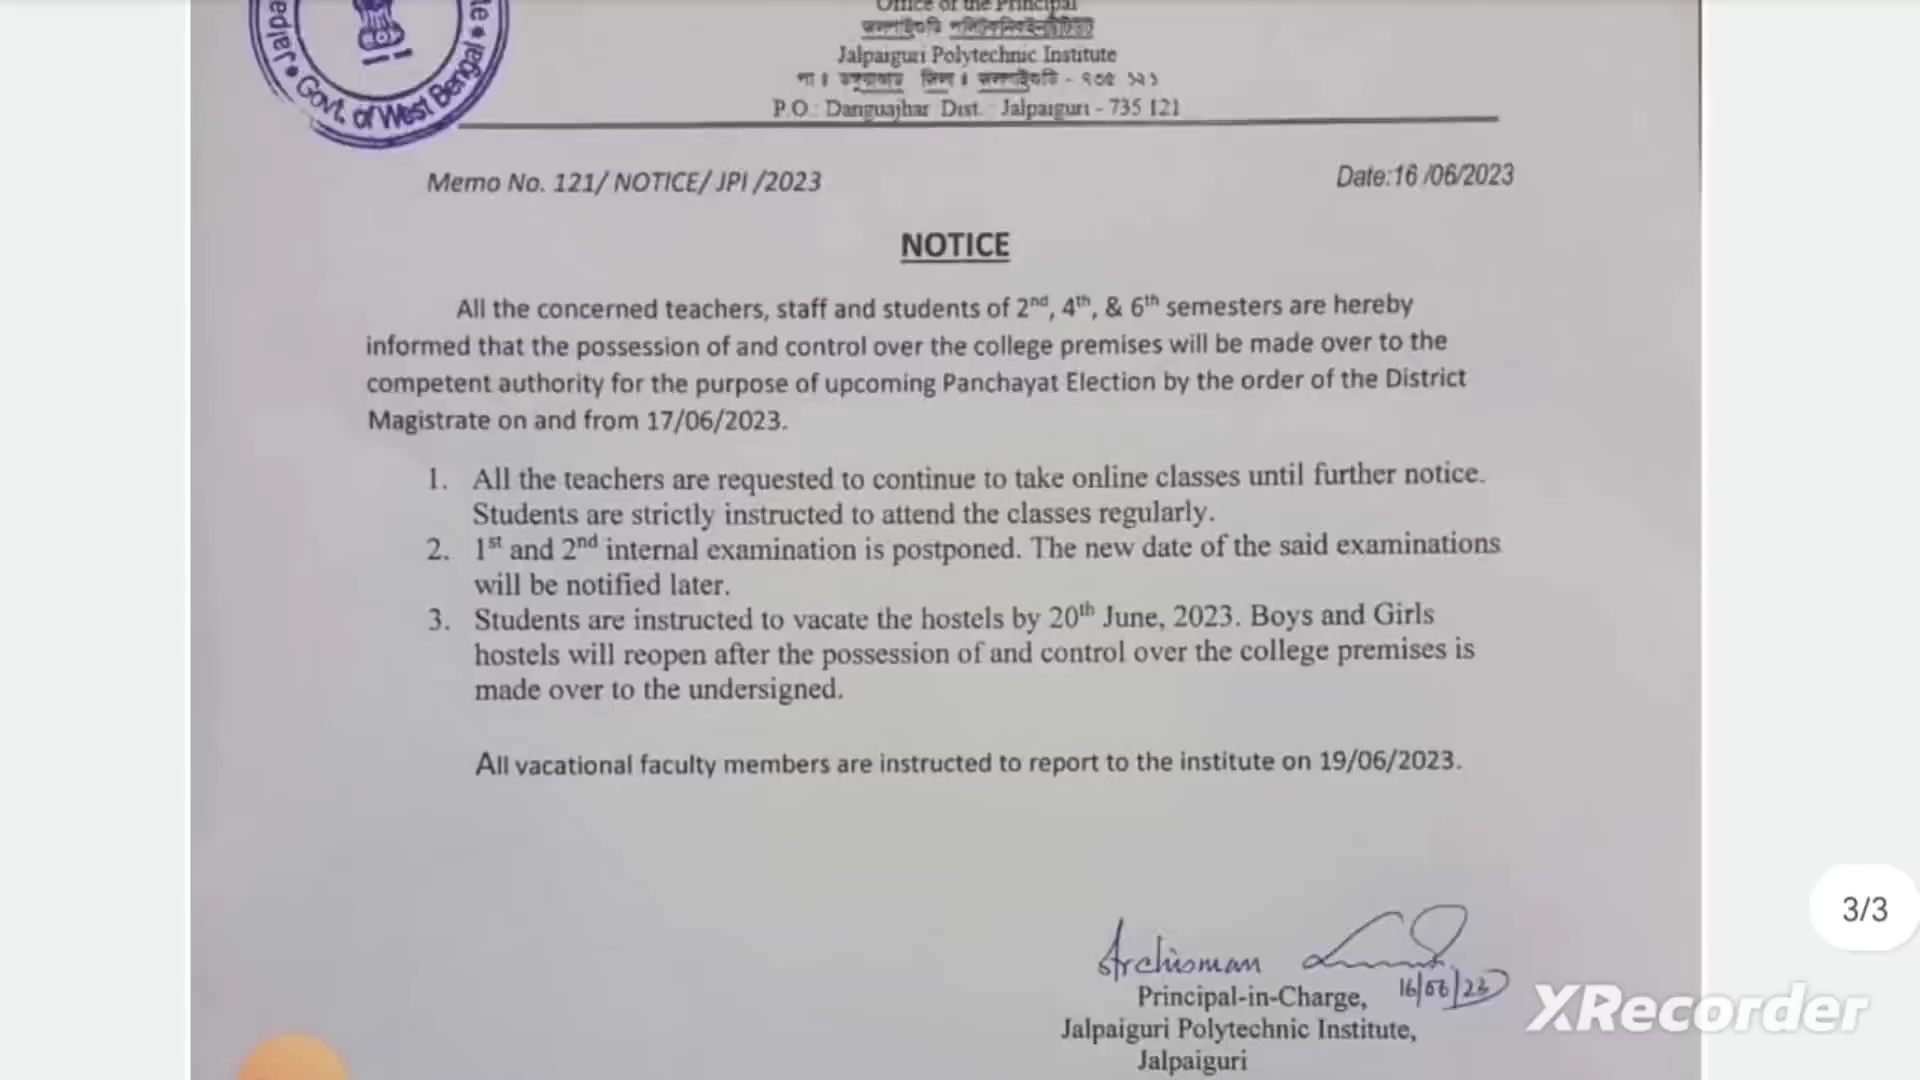 Jalpaigu
te • Jal
Govt. of West Bengal
Office of the Principal
Jalpaiguri Polytechnic Institute
P.O.: Danguajhar Dist. : Jalpaiguri - 735 121
Memo No. 121/ NOTICE/ JPI /2023
Date:16 /06/2023
NOTICE
All the concerned teachers, staff and students of 2nd, 4th, & 6th semesters are hereby
informed that the possession of and control over the college premises will be made over to the
competent authority for the purpose of upcoming Panchayat Election by the order of the District
Magistrate on and from 17/06/2023.
1. All the teachers are requested to continue to take online classes until further notice.
Students are strictly instructed to attend the classes regularly.
2. 1st and 2nd internal examination is postponed. The new date of the said examinations
will be notified later.
3. Students are instructed to vacate the hostels by 20th June, 2023. Boys and Girls
hostels will reopen after the possession of and control over the college premises is
made over to the undersigned.
All vacational faculty members are instructed to report to the institute on 19/06/2023.
Archisman
16/06/23
Principal-in-Charge,
Jalpaiguri Polytechnic Institute,
Jalpaiguri
3/3
XRecorder